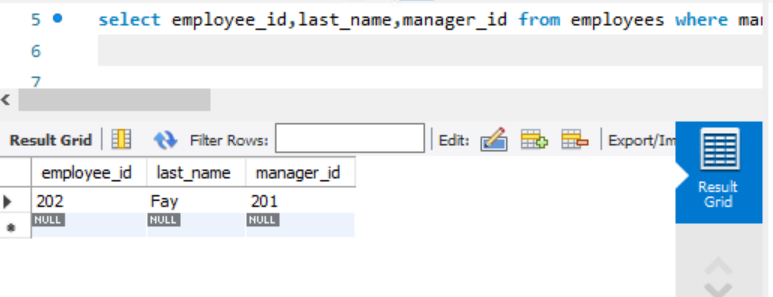 5 select employee_id,last_name,manager_id from employees where
6
7
Result Grid Filter Rows: Edit: Export/Im
employee_id last_name manager_id
202 Fay 201
NULL NULL NULL
Result
Grid